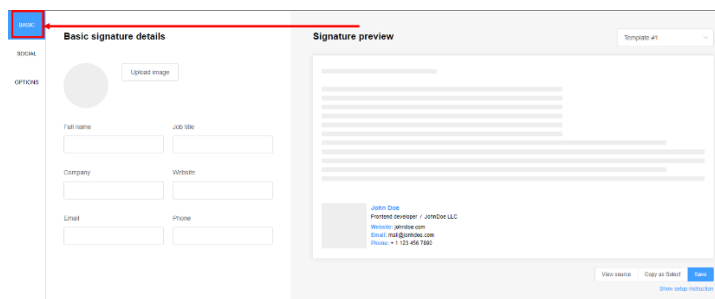 BASIC
SOCIAL
OPTIONS
Basic signature details
Upload image
Full name
Job title
Company
Website
Email
Phone
Signature preview
Template #1
John Doe
Frontend developer / JohnDoe LLC
Website: johndoe.com
Email: mail@jonhdoe.com
Phone: + 1 123 456 7890
View source
Copy as Select
Save
Show setup instruction